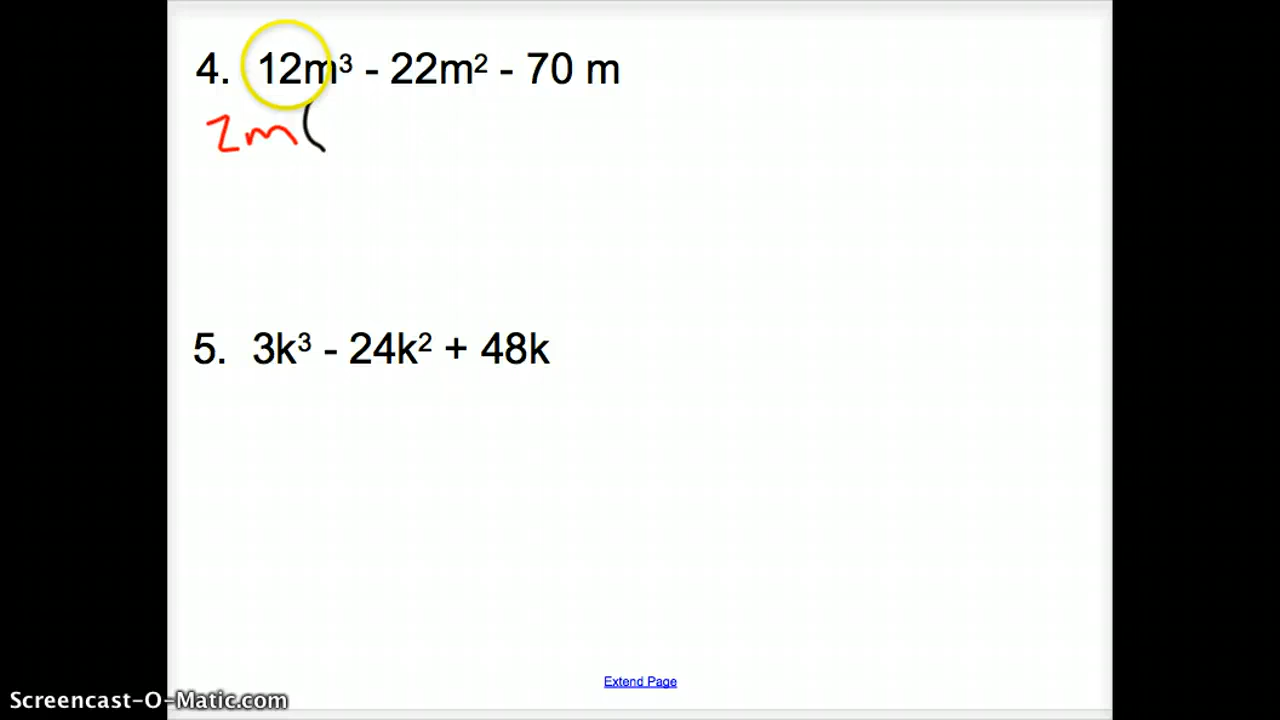 4. 12m³ - 22m² - 70 m
2m(
5. 3k³ - 24k² + 48k
Extend Page
Screencast-O-Matic.com